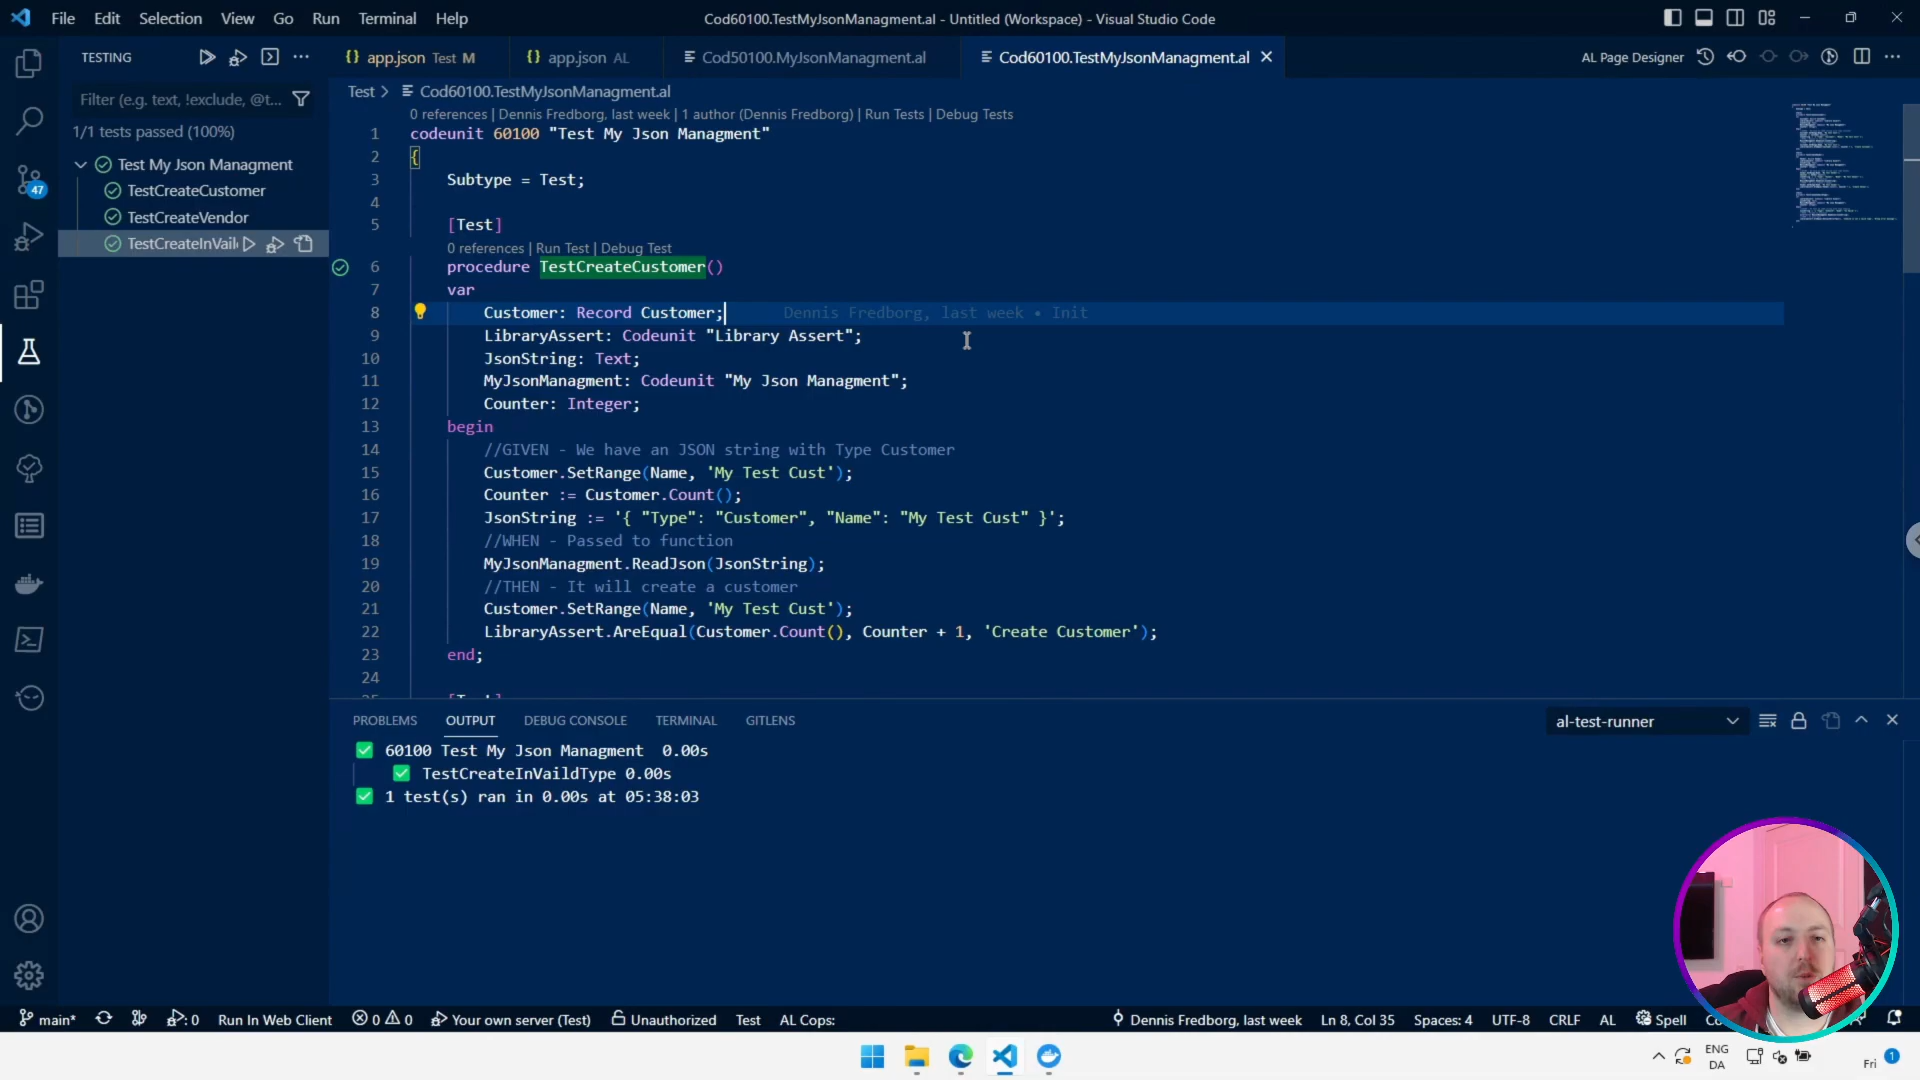 File Edit Selection View Go Run Terminal Help
Cod60100.TestMyJsonManagment.al - Untitled (Workspace) - Visual Studio Code
TESTING
app.json Test M
app.json AL
Cod50100.MyJsonManagment.al
Cod60100.TestMyJsonManagment.al
AL Page Designer
Filter (e.g. text, !exclude, @t...
1/1 tests passed (100%)
Test My Json Managment
TestCreateCustomer
TestCreateVendor
TestCreateInVail
47
Test > Cod60100.TestMyJsonManagment.al
0 references | Dennis Fredborg, last week | 1 author (Dennis Fredborg) | Run Tests | Debug Tests
1 codeunit 60100 "Test My Json Managment"
2 {
3 Subtype = Test;
4
5 [Test]
0 references | Run Test | Debug Test
6 procedure TestCreateCustomer()
7 var
8 Customer: Record Customer; Dennis Fredborg, last week • Init
9 LibraryAssert: Codeunit "Library Assert";
10 JsonString: Text;
11 MyJsonManagment: Codeunit "My Json Managment";
12 Counter: Integer;
13 begin
14 //GIVEN - We have an JSON string with Type Customer
15 Customer.SetRange(Name, 'My Test Cust');
16 Counter := Customer.Count();
17 JsonString := '{ "Type": "Customer", "Name": "My Test Cust" }';
18 //WHEN - Passed to function
19 MyJsonManagment.ReadJson(JsonString);
20 //THEN - It will create a customer
21 Customer.SetRange(Name, 'My Test Cust');
22 LibraryAssert.AreEqual(Customer.Count(), Counter + 1, 'Create Customer');
23 end;
24
PROBLEMS OUTPUT DEBUG CONSOLE TERMINAL GITLENS
al-test-runner
60100 Test My Json Managment 0.00s
TestCreateInVaildType 0.00s
1 test(s) ran in 0.00s at 05:38:03
main* 0 Run In Web Client 0 0 Your own server (Test) Unauthorized Test AL Cops:
Dennis Fredborg, last week Ln 8, Col 35 Spaces: 4 UTF-8 CRLF AL Spell
ENG
DA
Fri
1